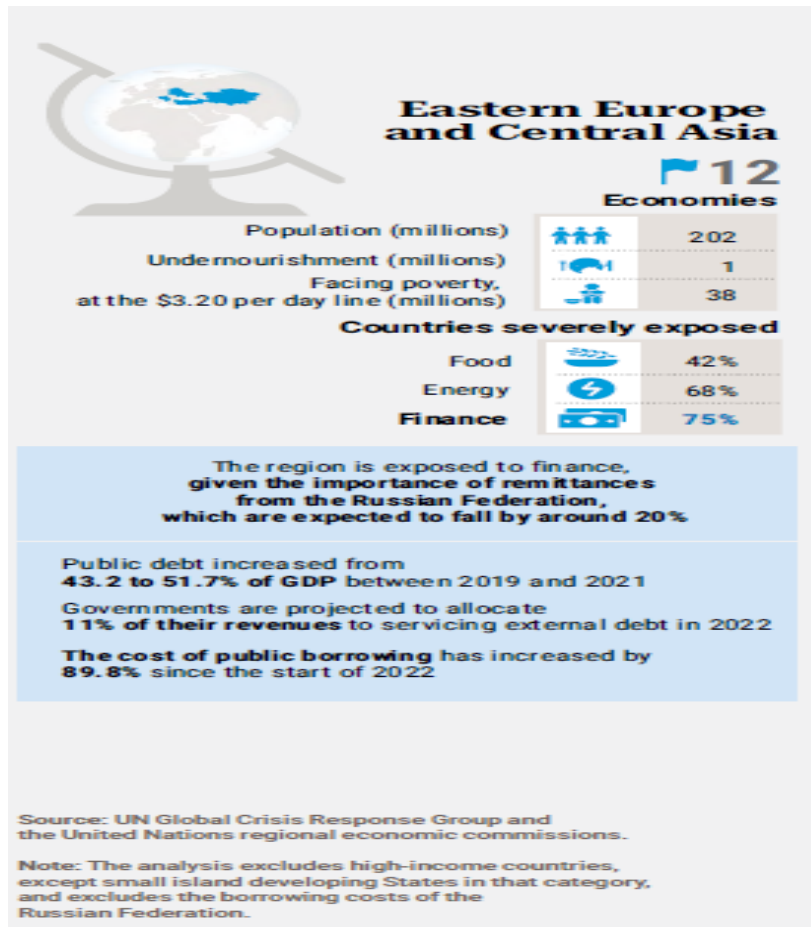 Eastern Europe
and Central Asia
12
Economies
Population (millions) 202
Undernourishment (millions) 1
Facing poverty,
at the $3.20 per day line (millions) 38
Countries severely exposed
Food 42%
Energy 68%
Finance 75%
The region is exposed to finance,
given the importance of remittances
from the Russian Federation,
which are expected to fall by around 20%
Public debt increased from
43.2 to 51.7% of GDP between 2019 and 2021
Governments are projected to allocate
11% of their revenues to servicing external debt in 2022
The cost of public borrowing has increased by
89.8% since the start of 2022
Source: UN Global Crisis Response Group and
the United Nations regional economic commissions.
Note: The analysis excludes high-income countries,
except small island developing States in that category,
and excludes the borrowing costs of the
Russian Federation.